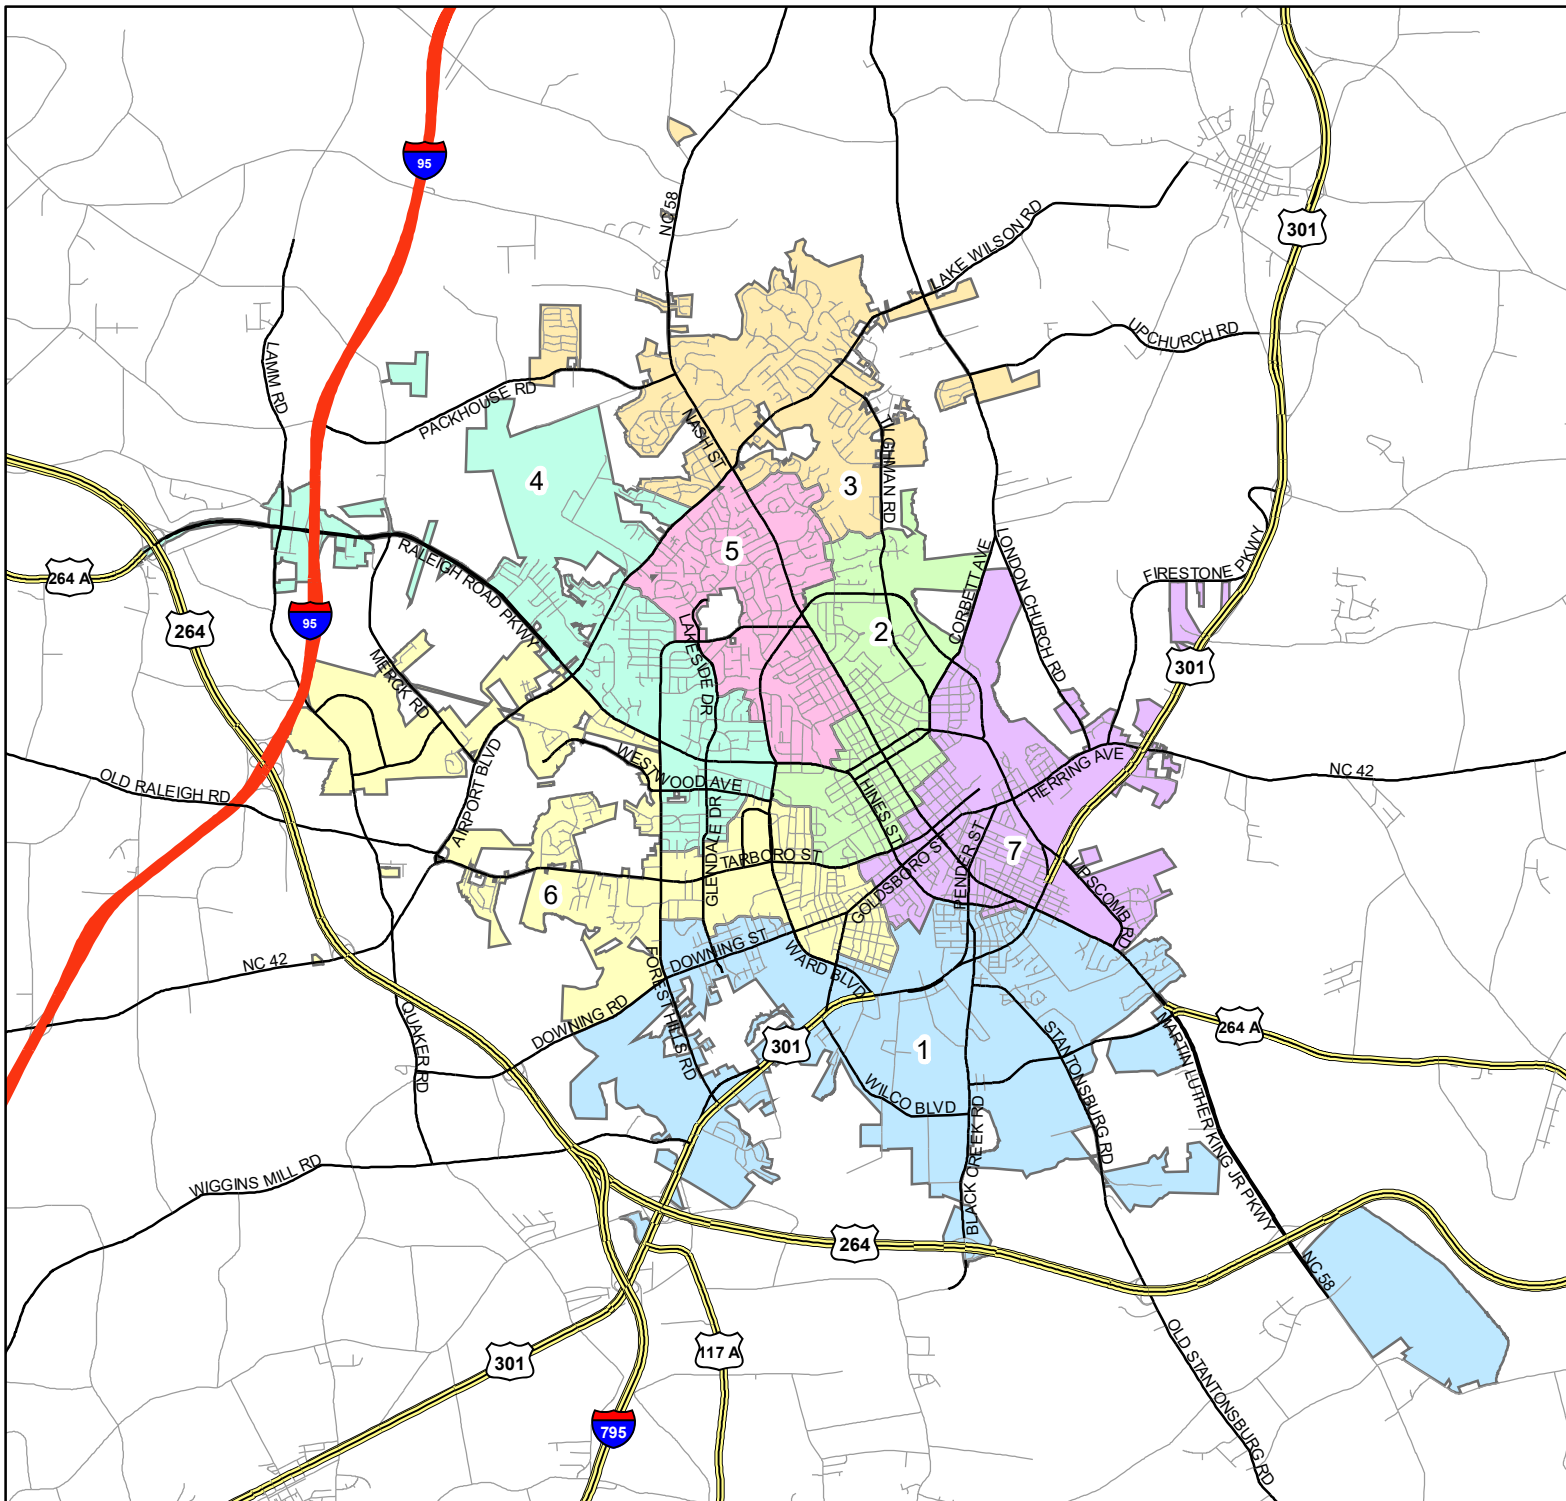 95
NC 58
301
LAKE WILSON RD
UPCHURCH RD
LAMM RD
PACKHOUSE RD
NASH ST
TILGHMAN RD
4
3
5
264 A
264
95
RALEIGH ROAD PKWY
CORBETT AVE
LONDON CHURCH RD
FIRESTONE PKWY
2
301
LAKESIDE DR
MERCK RD
AIRPORT BLVD
OLD RALEIGH RD
WESTWOOD AVE
HINES ST
HERRING AVE
NC 42
GLENDALE DR
TARBORO ST
GOLDSBORO ST
PENDER ST
7
WIPSCOMB RD
6
NC 42
FOREST HILLS RD
DOWNING ST
WARD BLVD
QUAKER RD
DOWNING RD
301
1
STANTONSBURG RD
MARTIN LUTHER KING JR PKWY
264 A
WILCO BLVD
BLACK CREEK RD
WIGGINS MILL RD
264
NC 58
301
117 A
OLD STANTONSBURG RD
795